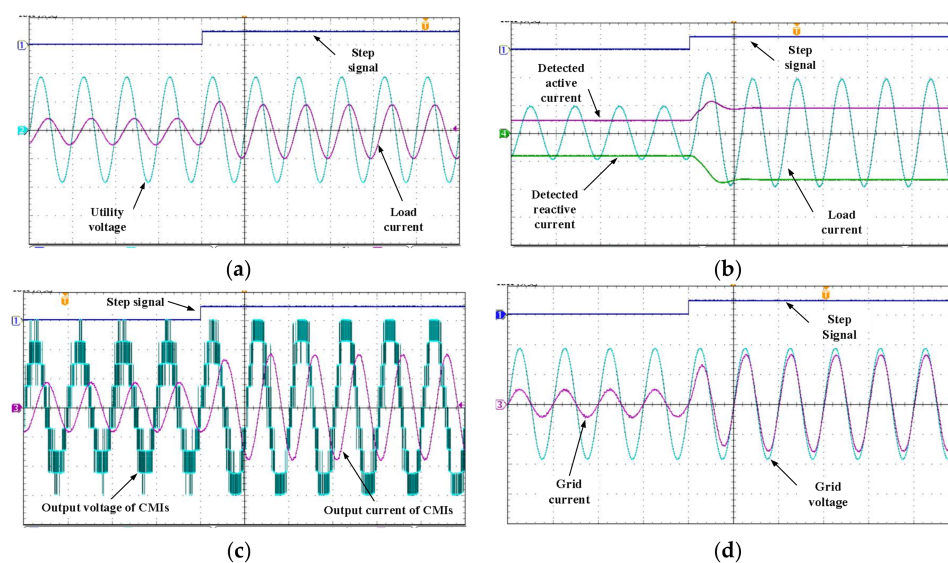 T
1
Step
signal
2
Utility
voltage
Load
current
(a)
T
1
Step
signal
Detected
active
current
4
Detected
reactive
current
Load
current
(b)
T
Step signal
1
3
Output voltage of CMIs
Output current of CMIs
(c)
T
1
Step
Signal
3
Grid
current
Grid
voltage
(d)